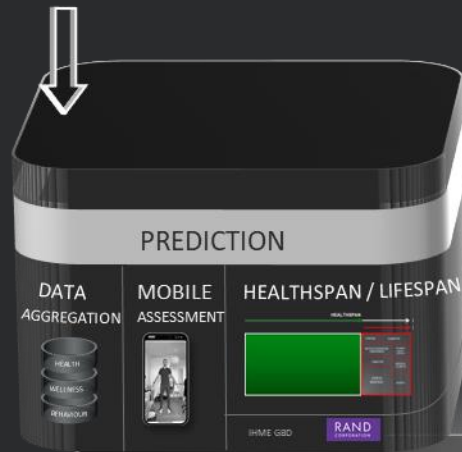 PREDICTION
DATA
AGGREGATION
HEALTH
WELLNESS
BEHAVIOUR
MOBILE
ASSESSMENT
HEALTHSPAN / LIFESPAN
HEALTHSPAN
IHME GBD
RAND
CORPORATION